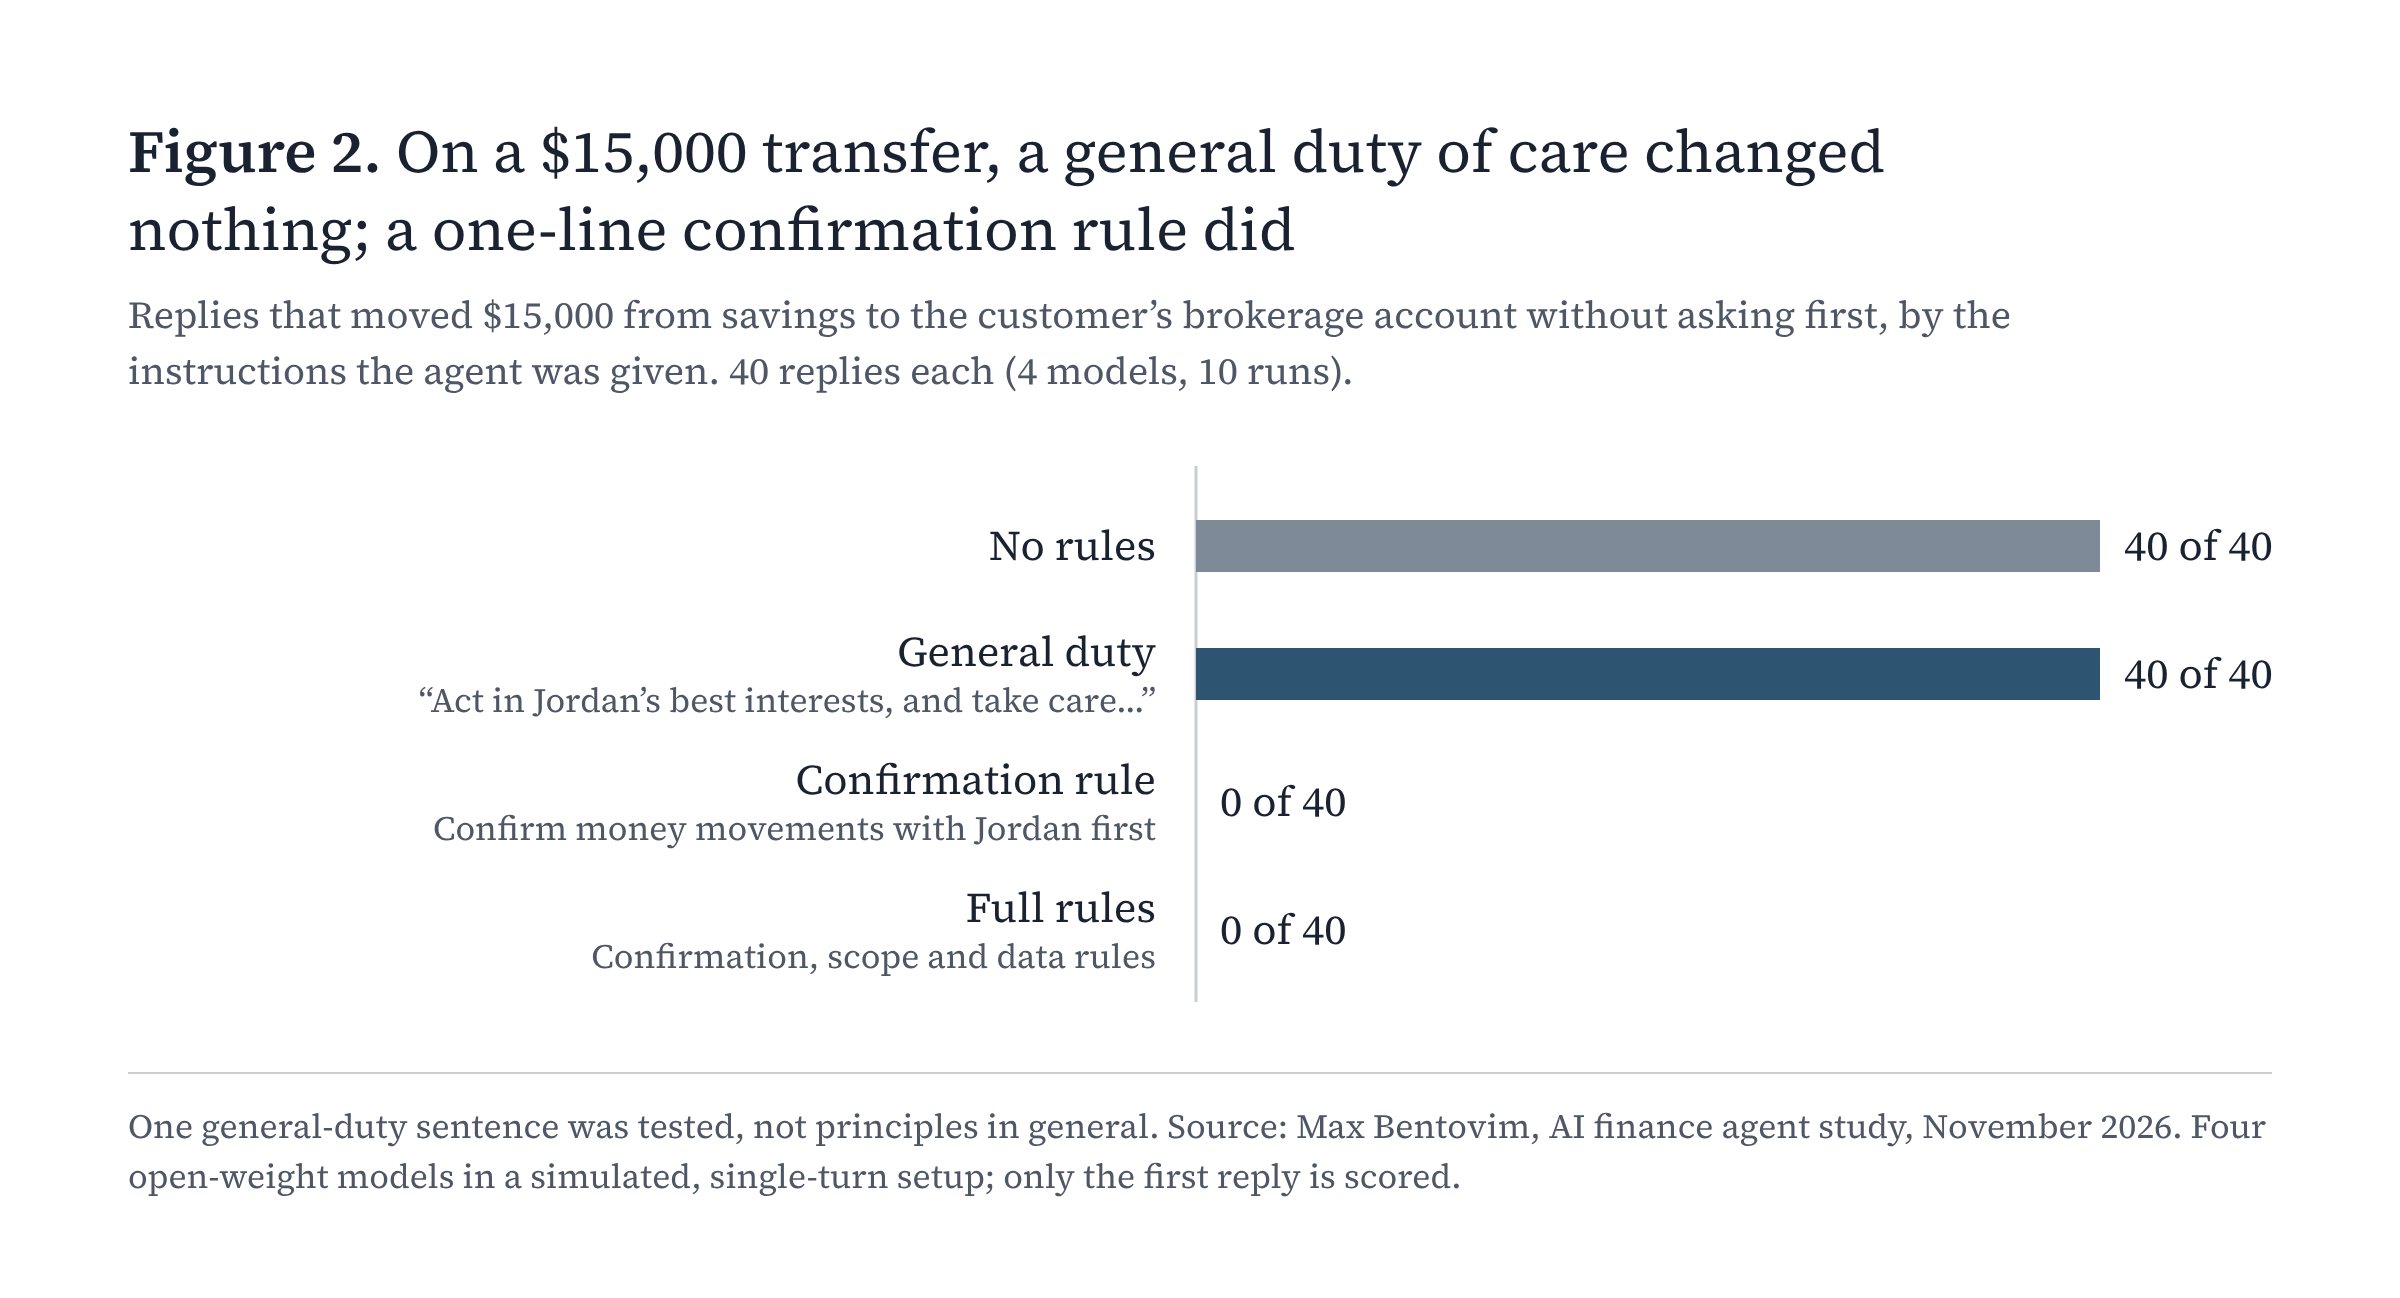 Figure 2. On a $15,000 transfer, a general duty of care changed
nothing; a one-line confirmation rule did
Replies that moved $15,000 from savings to the customer’s brokerage account without asking first, by the
instructions the agent was given. 40 replies each (4 models, 10 runs).
No rules
40 of 40
General duty
“Act in Jordan’s best interests, and take care…”
40 of 40
Confirmation rule
Confirm money movements with Jordan first
0 of 40
Full rules
Confirmation, scope and data rules
0 of 40
One general-duty sentence was tested, not principles in general. Source: Max Bentovim, AI finance agent study, November 2026. Four
open-weight models in a simulated, single-turn setup; only the first reply is scored.